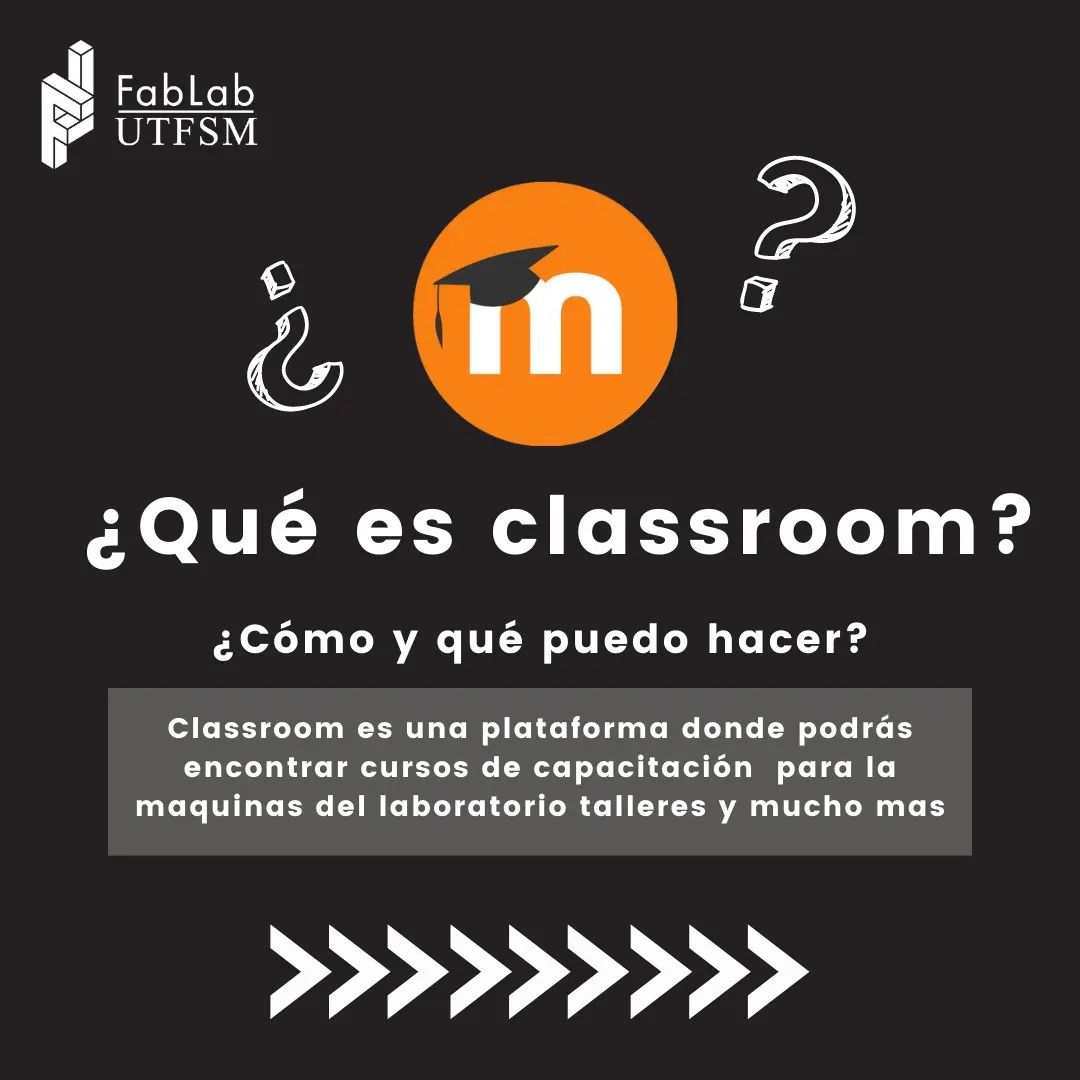 FabLab
UTFSM
¿ ?
m
¿Qué es classroom?
¿Cómo y qué puedo hacer?
Classroom es una plataforma donde podrás
encontrar cursos de capacitación  para la
maquinas del laboratorio talleres y mucho mas